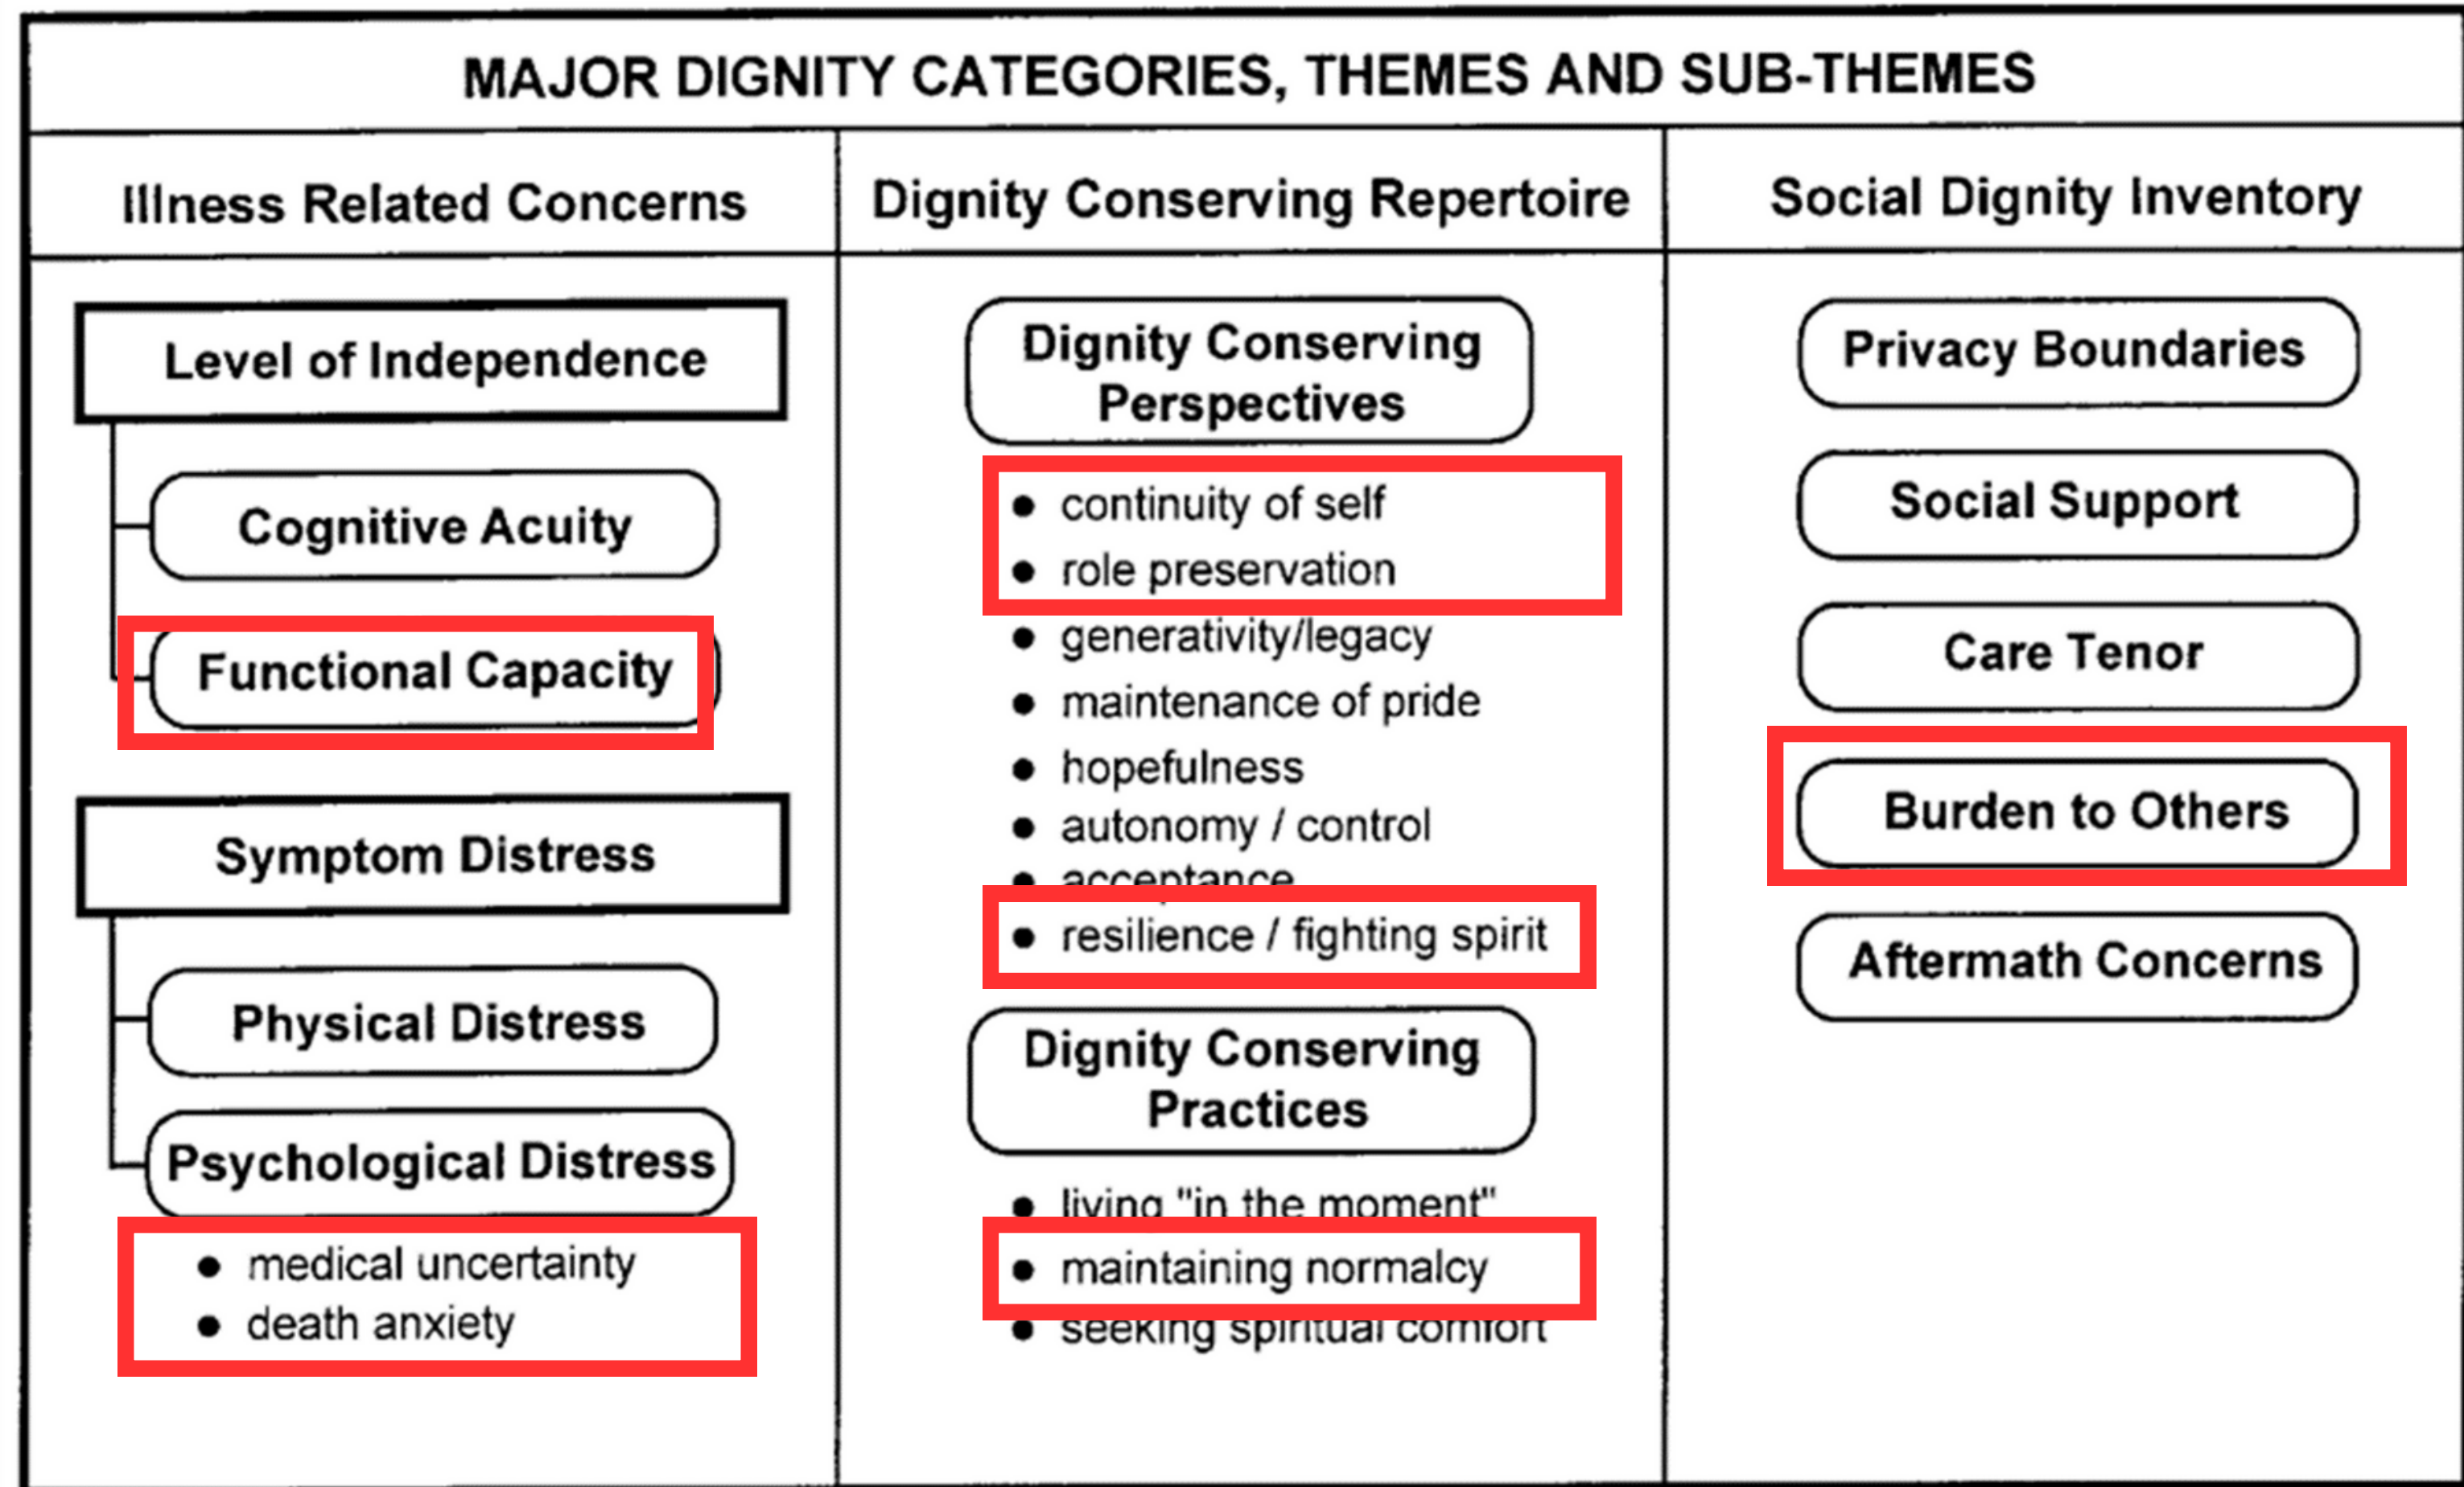 MAJOR DIGNITY CATEGORIES, THEMES AND SUB-THEMES
Illness Related Concerns
Dignity Conserving Repertoire
Social Dignity Inventory
Level of Independence
Cognitive Acuity
Functional Capacity
Symptom Distress
Physical Distress
Psychological Distress
• medical uncertainty
• death anxiety
Dignity Conserving
Perspectives
• continuity of self
• role preservation
• generativity/legacy
• maintenance of pride
• hopefulness
• autonomy / control
• acceptance
• resilience / fighting spirit
Dignity Conserving
Practices
• living "in the moment"
• maintaining normalcy
• seeking spiritual comfort
Privacy Boundaries
Social Support
Care Tenor
Burden to Others
Aftermath Concerns